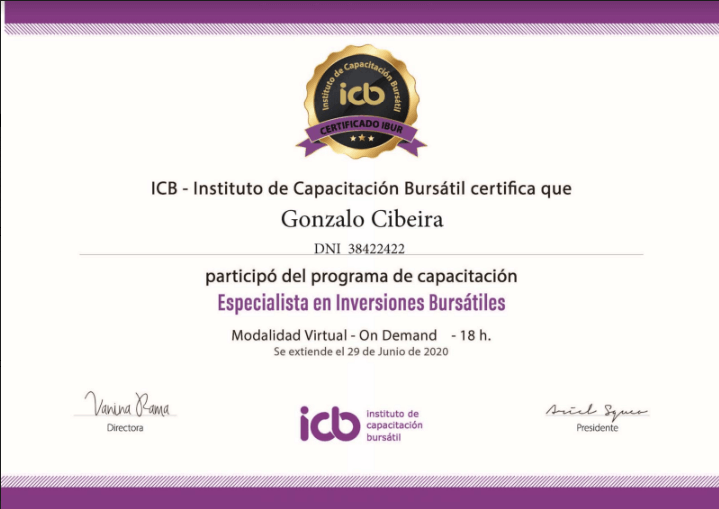 Instituto de Capacitación Bursátil
icb
CERTIFICADO IBUR
ICB - Instituto de Capacitación Bursátil certifica que
Gonzalo Cibeira
DNI 38422422
participó del programa de capacitación
Especialista en Inversiones Bursátiles
Modalidad Virtual - On Demand - 18 h.
Se extiende el 29 de Junio de 2020
Vanina Rama
Directora
icb
instituto de
capacitación
bursátil
Ariel Squeo
Presidente